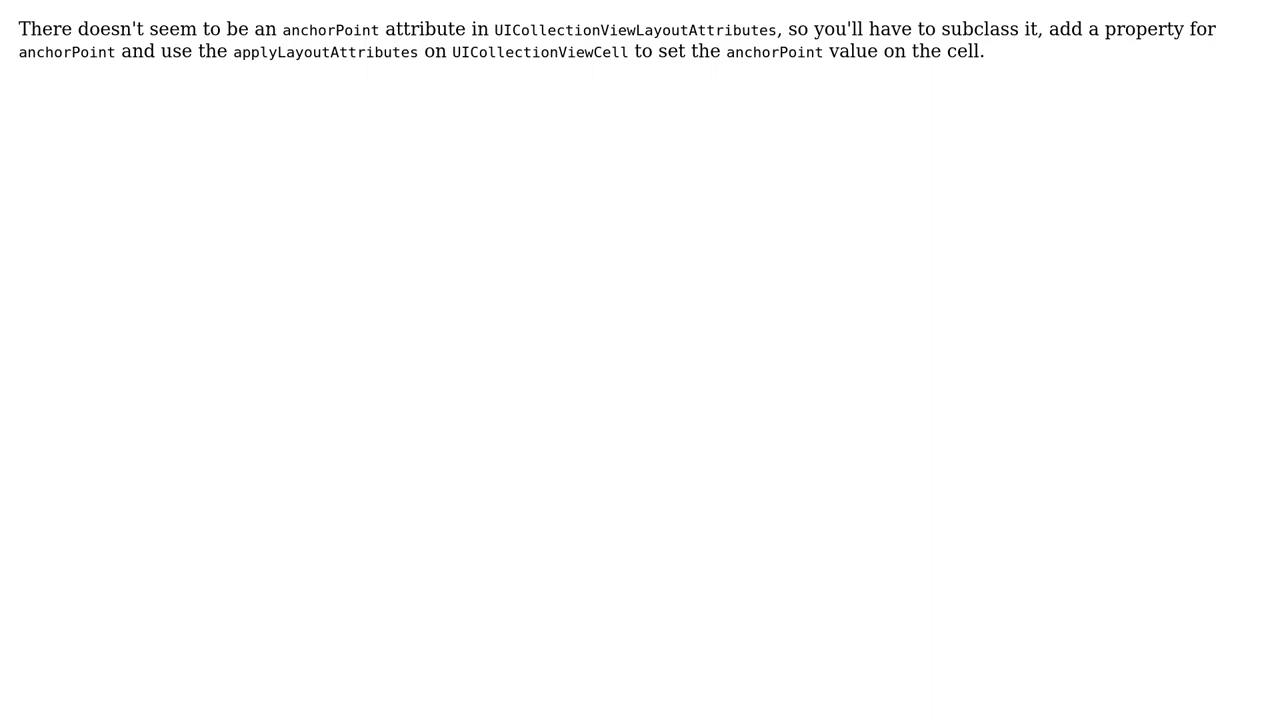 There doesn't seem to be an anchorPoint attribute in UICollectionViewLayoutAttributes, so you'll have to subclass it, add a property for
anchorPoint and use the applyLayoutAttributes on UICollectionViewCell to set the anchorPoint value on the cell.